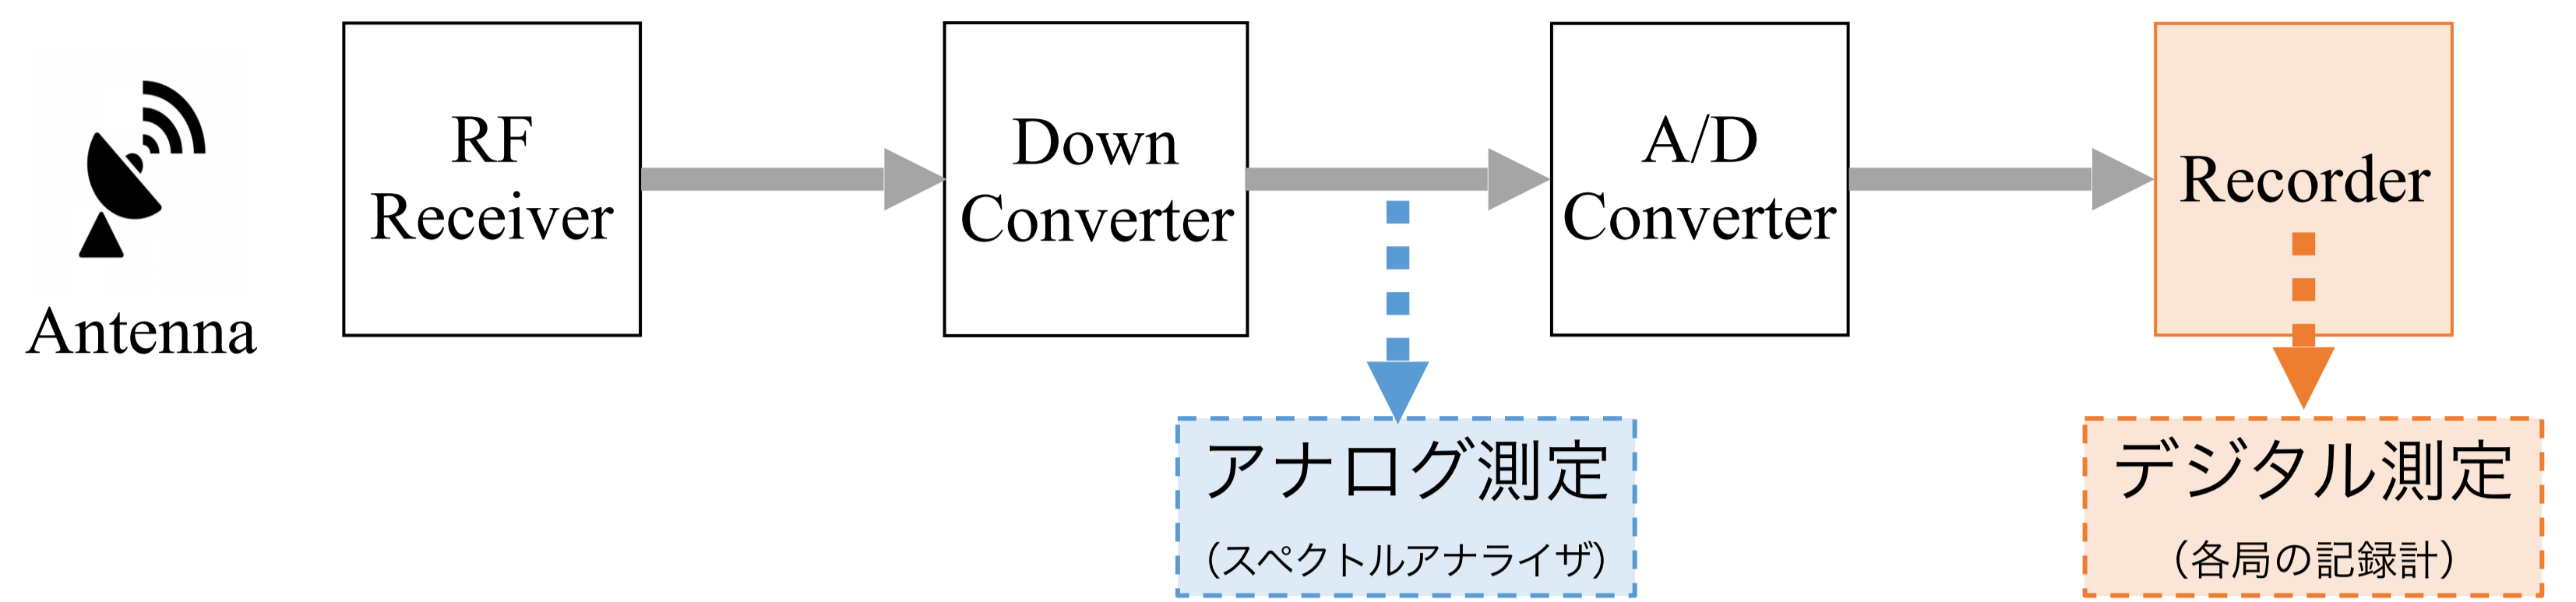 Antenna
RF
Receiver
Down
Converter
A/D
Converter
Recorder
アナログ測定
（スペクトルアナライザ）
デジタル測定
（各局の記録計）